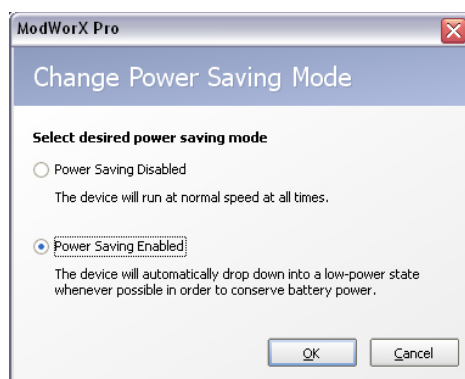 ModWorX Pro
Change Power Saving Mode
Select desired power saving mode
Power Saving Disabled
The device will run at normal speed at all times.
Power Saving Enabled
The device will automatically drop down into a low-power state
whenever possible in order to conserve battery power.
OK Cancel